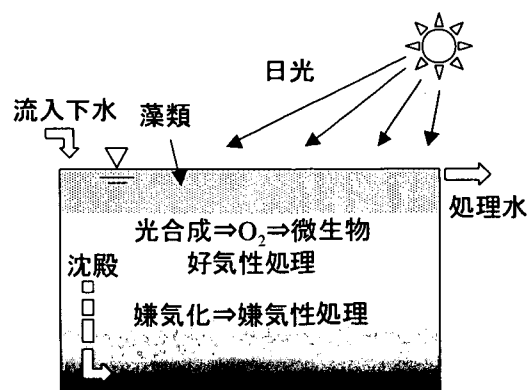 日光
流入下水
藻類
処理水
光合成⇒O₂⇒微生物
好気性処理
沈殿
嫌気化⇒嫌気性処理